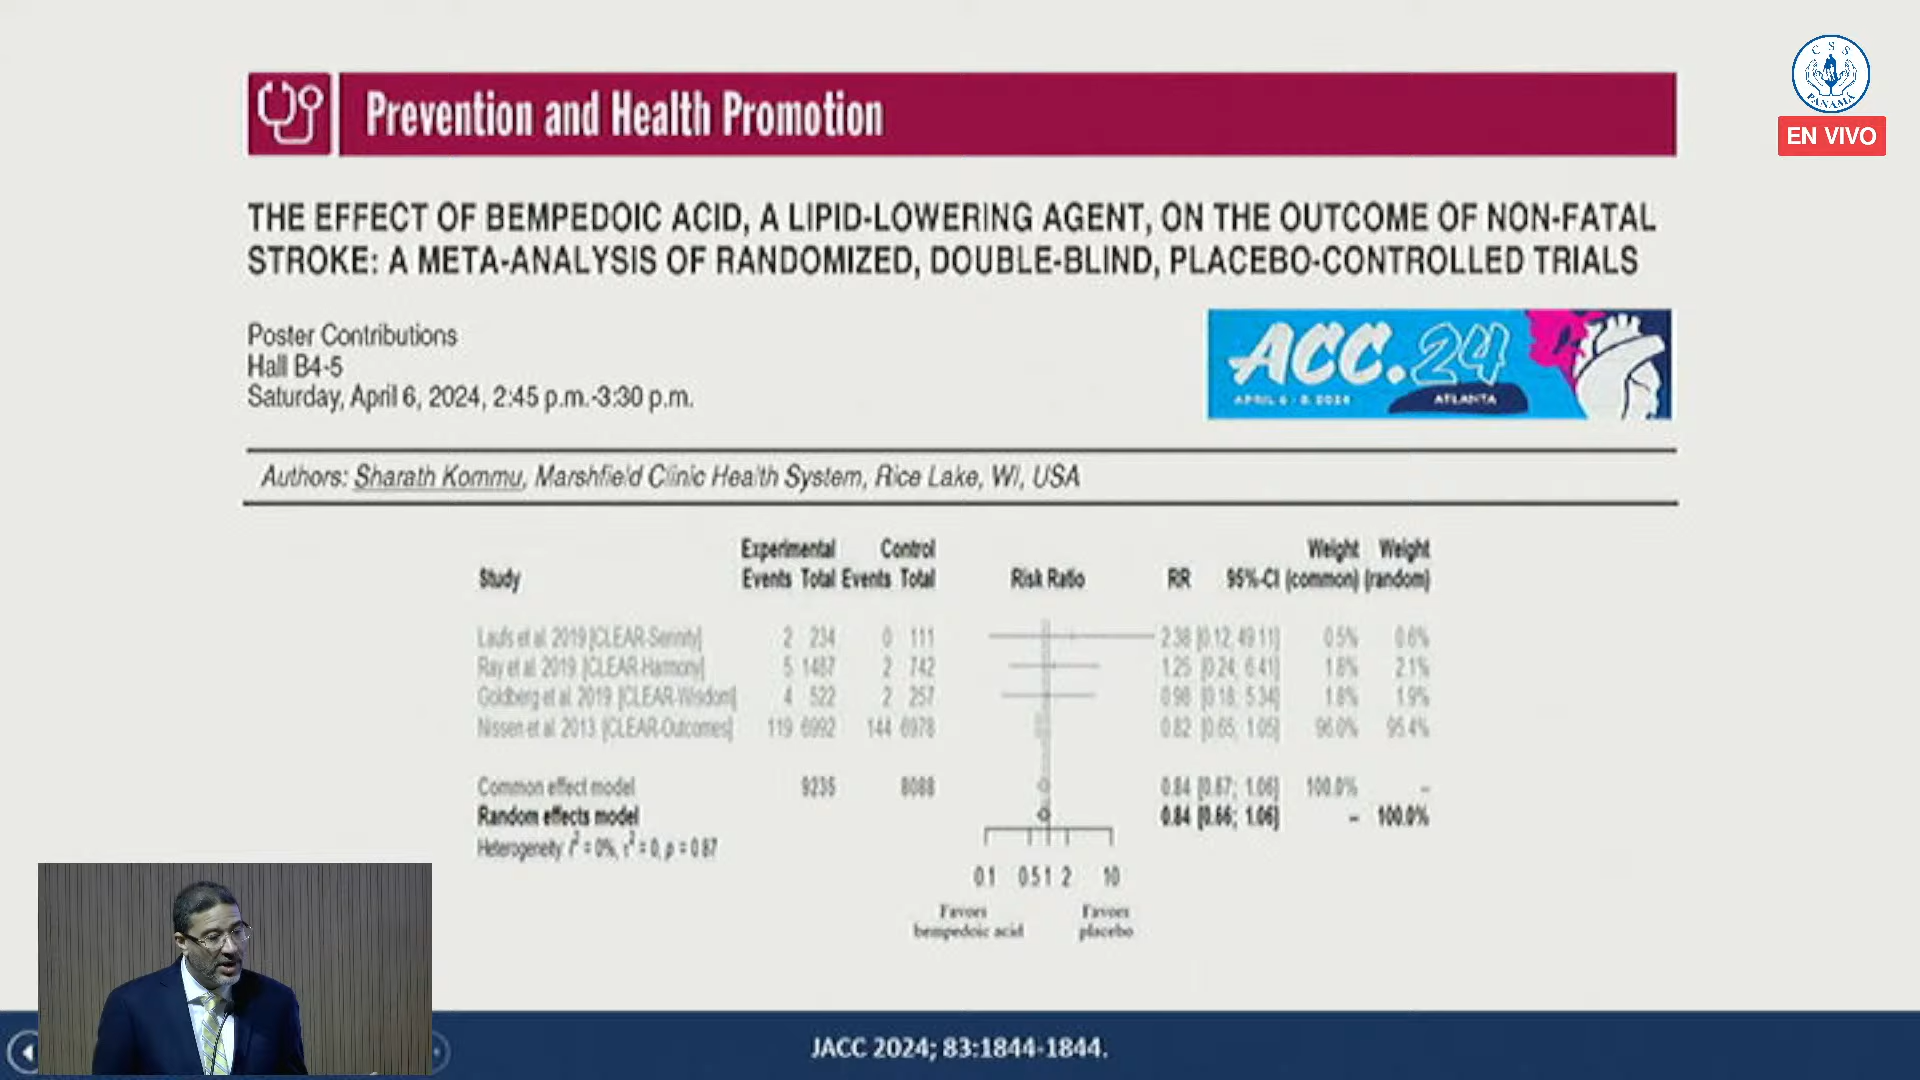 CSS
PANAMÁ
EN VIVO
Prevention and Health Promotion
THE EFFECT OF BEMPEDOIC ACID, A LIPID-LOWERING AGENT, ON THE OUTCOME OF NON-FATAL
STROKE: A META-ANALYSIS OF RANDOMIZED, DOUBLE-BLIND, PLACEBO-CONTROLLED TRIALS
Poster Contributions
Hall B4-5
Saturday, April 6, 2024, 2:45 p.m.-3:30 p.m.
ACC.24
APRIL 6 - 8, 2024 ATLANTA
Authors: Sharath Kommu, Marshfield Clinic Health System, Rice Lake, WI, USA
Experimental Control Weight Weight
Study Events Total Events Total Risk Ratio RR 95%-CI (common) (random)
Laufs et al. 2019 [CLEAR-Serinity] 2 234 0 111 2.38 [0.12; 49.11] 0.5% 0.6%
Ray et al. 2019 [CLEAR-Harmony] 5 1487 2 742 1.25 [0.24; 6.41] 1.8% 2.1%
Goldberg et al. 2019 [CLEAR-Wisdom] 4 522 2 257 0.98 [0.18; 5.34] 1.8% 1.9%
Nissen et al. 2013 [CLEAR-Outcomes] 119 6992 144 6978 0.82 [0.65; 1.05] 96.0% 95.4%
Common effect model 9235 8088 0.84 [0.67; 1.06] 100.0% –
Random effects model 0.84 [0.66; 1.06] – 100.0%
Heterogeneity: I² = 0%, τ² = 0, p = 0.87
0.1 0.5 1 2 10
Favors Favors
bempedoic acid placebo
JACC 2024; 83:1844-1844.